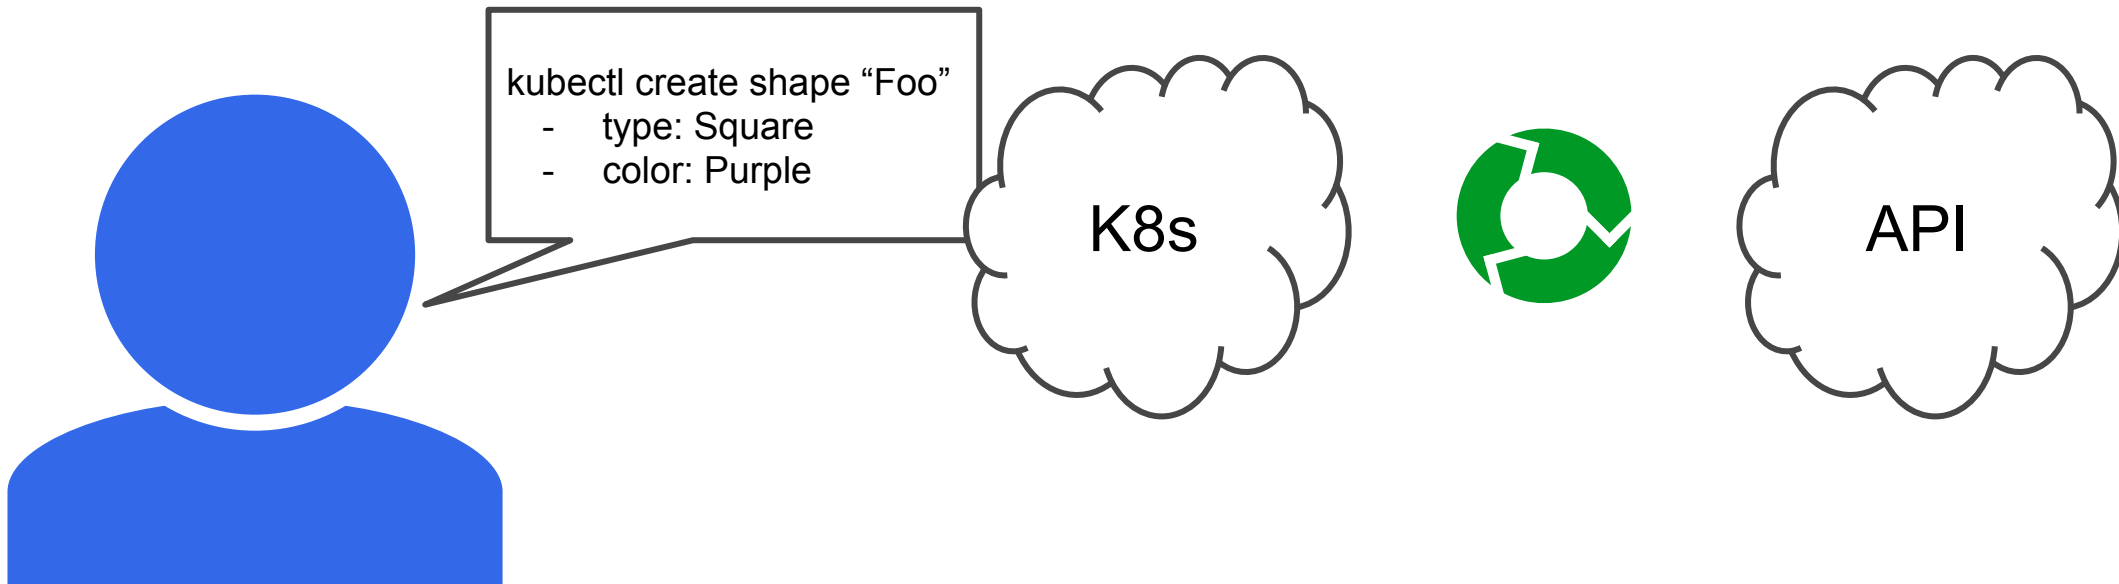 kubectl create shape “Foo”
- type: Square
- color: Purple
K8s
API